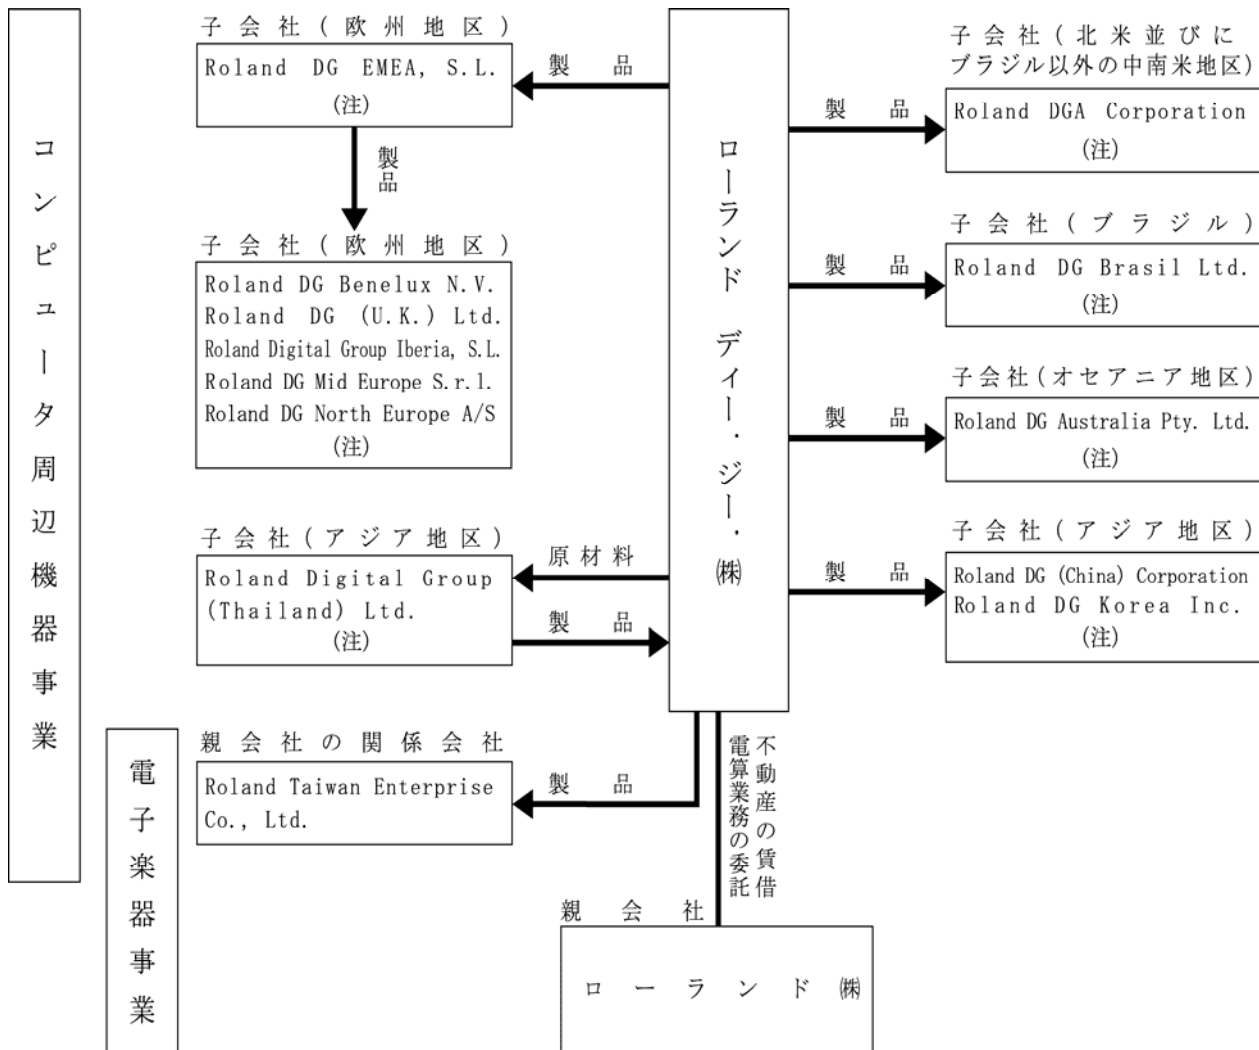 コンピュータ周辺機器事業
電子楽器事業
子会社(欧州地区)
Roland DG EMEA, S.L.
(注)
製品
製品
子会社(欧州地区)
Roland DG Benelux N.V.
Roland DG (U.K.) Ltd.
Roland Digital Group Iberia, S.L.
Roland DG Mid Europe S.r.l.
Roland DG North Europe A/S
(注)
子会社(アジア地区)
Roland Digital Group
(Thailand) Ltd.
(注)
原材料
製品
親会社の関係会社
Roland Taiwan Enterprise
Co., Ltd.
製品
ローランド ディー.ジー.㈱
不動産の賃借
電算業務の委託
親会社
ローランド㈱
子会社(北米並びに
ブラジル以外の中南米地区)
製品
Roland DGA Corporation
(注)
子会社(ブラジル)
製品
Roland DG Brasil Ltd.
(注)
子会社(オセアニア地区)
製品
Roland DG Australia Pty. Ltd.
(注)
子会社(アジア地区)
製品
Roland DG (China) Corporation
Roland DG Korea Inc.
(注)